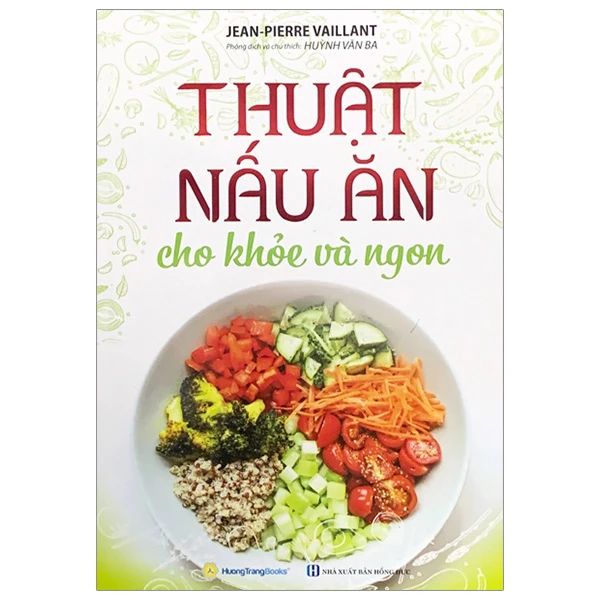 JEAN-PIERRE VAILLANT
Phỏng dịch và chú thích: HUỲNH VĂN BA
THUẬT
NẤU ĂN
cho khỏe và ngon
HuongTrangBooks
NHÀ XUẤT BẢN HỒNG ĐỨC